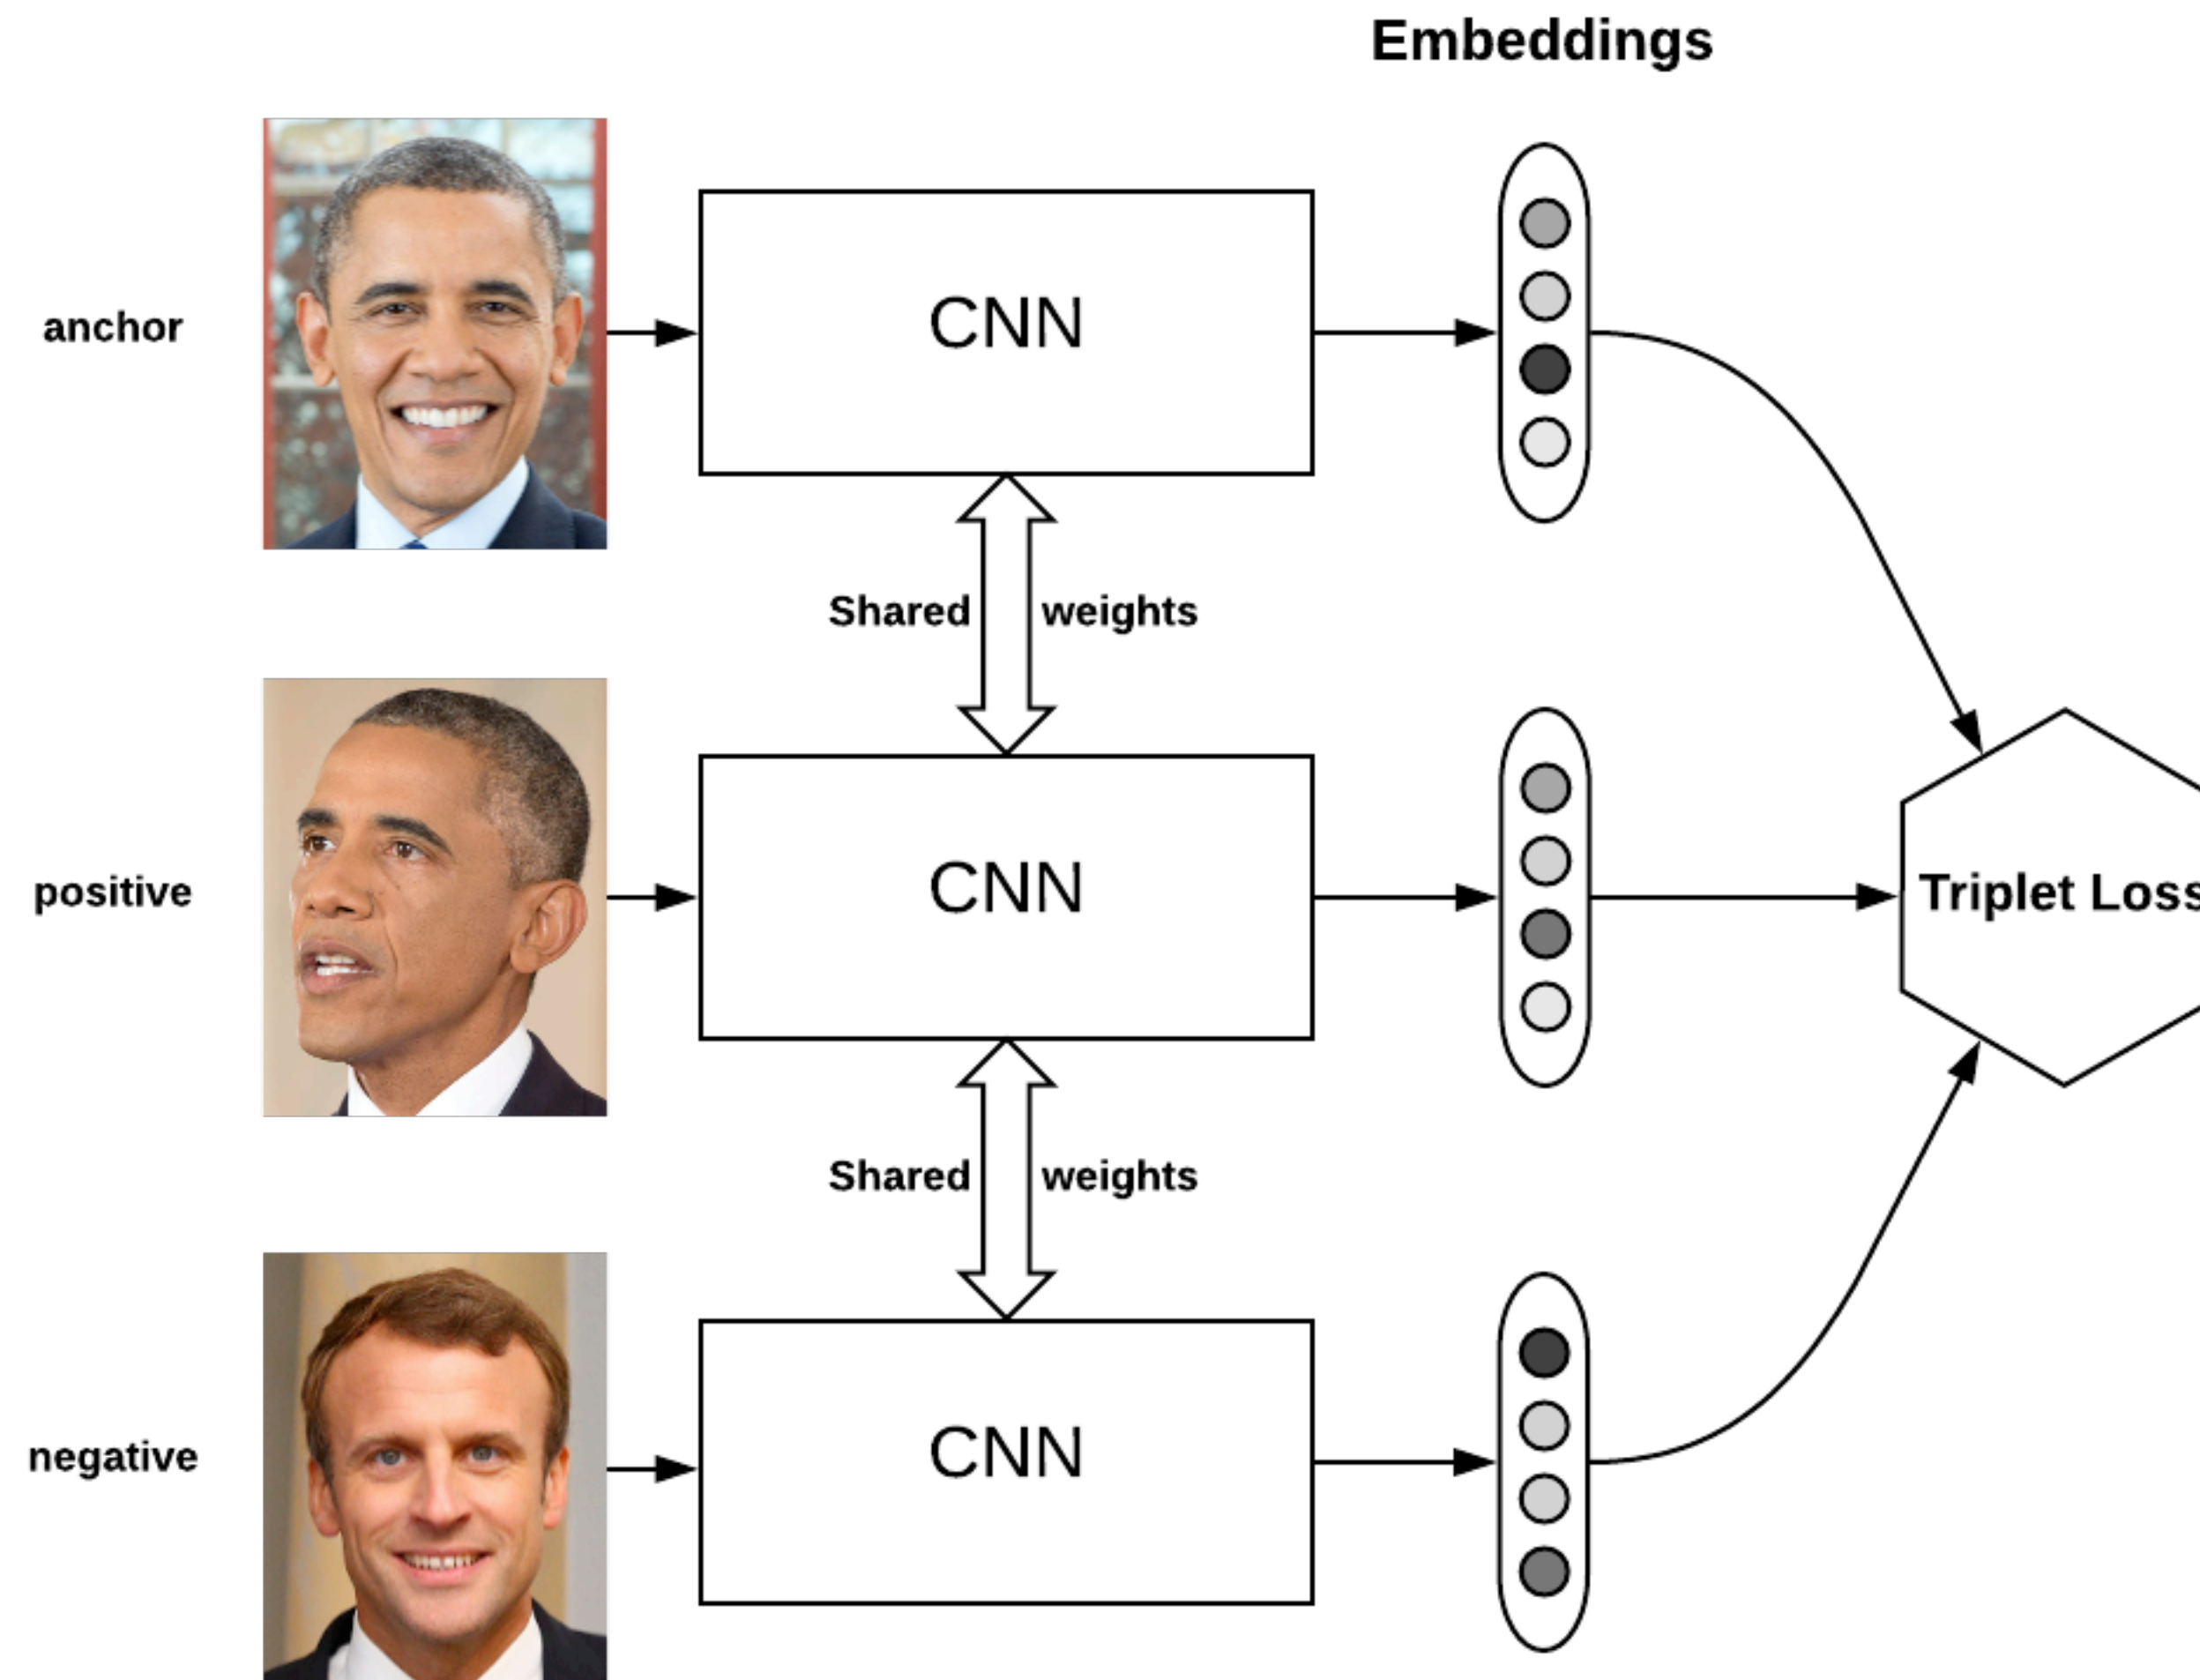 Embeddings
anchor
CNN
Shared weights
positive
CNN
Triplet Loss
Shared weights
negative
CNN